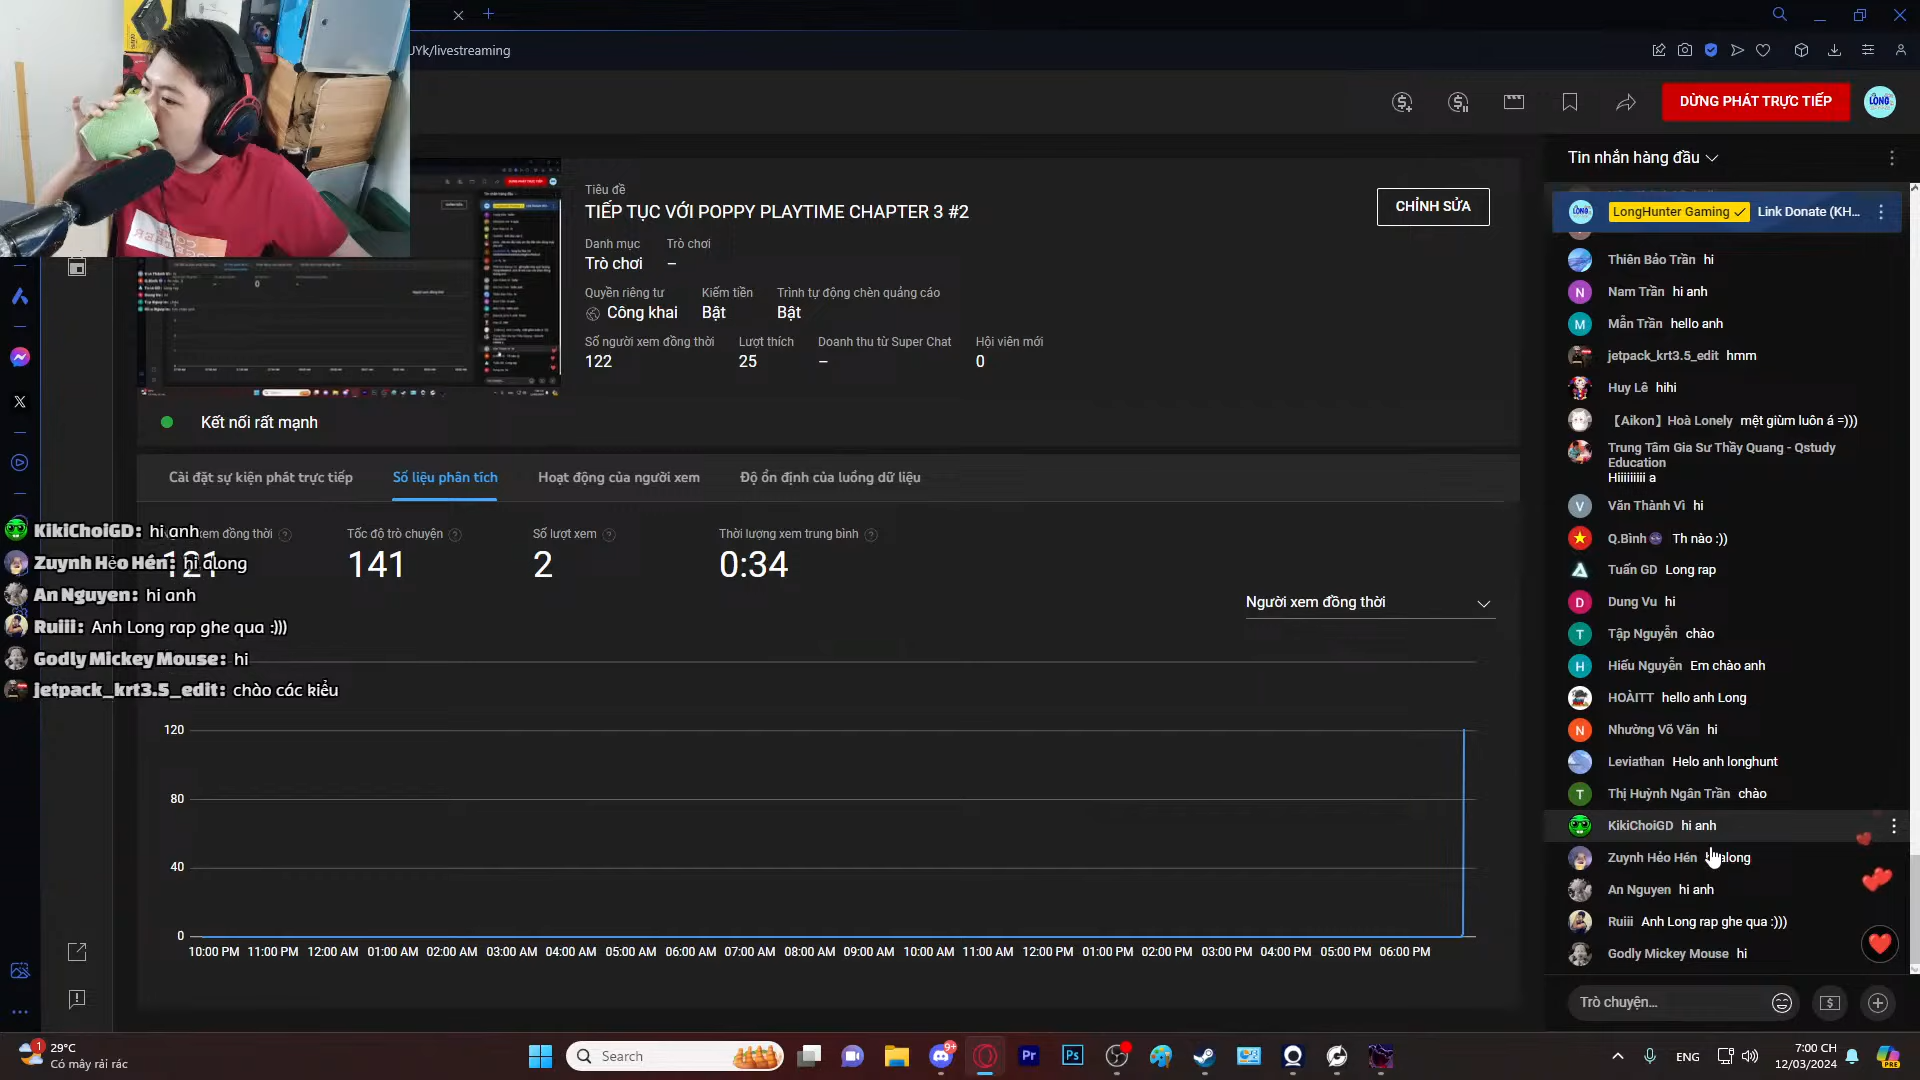 UYk/livestreaming
DỪNG PHÁT TRỰC TIẾP
LONG
Tiêu đề
TIẾP TỤC VỚI POPPY PLAYTIME CHAPTER 3 #2
CHỈNH SỬA
Danh mục
Trò chơi
Trò chơi
–
Quyền riêng tư
Kiếm tiền
Trình tự động chèn quảng cáo
Công khai
Bật
Bật
Số người xem đồng thời
Lượt thích
Doanh thu từ Super Chat
Hội viên mới
122
25
–
0
Kết nối rất mạnh
Cài đặt sự kiện phát trực tiếp
Số liệu phân tích
Hoạt động của người xem
Độ ổn định của luồng dữ liệu
xem đồng thời
Tốc độ trò chuyện
Số lượt xem
Thời lượng xem trung bình
121
141
2
0:34
Người xem đồng thời
KikiChoiGD: hi anh
Zuynh Hẻo Hén: hi along
An Nguyen: hi anh
Ruiii: Anh Long rap ghe qua :)))
Godly Mickey Mouse: hi
jetpack_krt3.5_edit: chào các kiểu
120
80
40
0
10:00 PM 11:00 PM 12:00 AM 01:00 AM 02:00 AM 03:00 AM 04:00 AM 05:00 AM 06:00 AM 07:00 AM 08:00 AM 09:00 AM 10:00 AM 11:00 AM 12:00 PM 01:00 PM 02:00 PM 03:00 PM 04:00 PM 05:00 PM 06:00 PM
Tin nhắn hàng đầu
LongHunter Gaming Link Donate (KH...
Thiên Bảo Trần hi
Nam Trần hi anh
Mẫn Trần hello anh
jetpack_krt3.5_edit hmm
Huy Lê hihi
【Aikon】Hoà Lonely mệt giùm luôn á =)))
Trung Tâm Gia Sư Thầy Quang - Qstudy
Education
Hiiiiiiiii a
Văn Thành Vi hi
Q.Bình Th nào :))
Tuấn GD Long rap
Dung Vu hi
Tập Nguyễn chào
Hiếu Nguyễn Em chào anh
HOÀITT hello anh Long
Nhường Võ Văn hi
Leviathan Helo anh longhunt
Thị Huỳnh Ngân Trần chào
KikiChoiGD hi anh
Zuynh Hẻo Hén along
An Nguyen hi anh
Ruiii Anh Long rap ghe qua :)))
Godly Mickey Mouse hi
Trò chuyện...
1
29°C
Có mây rải rác
Search
9+
Pr
Ps
ENG
7:00 CH
12/03/2024
PRE